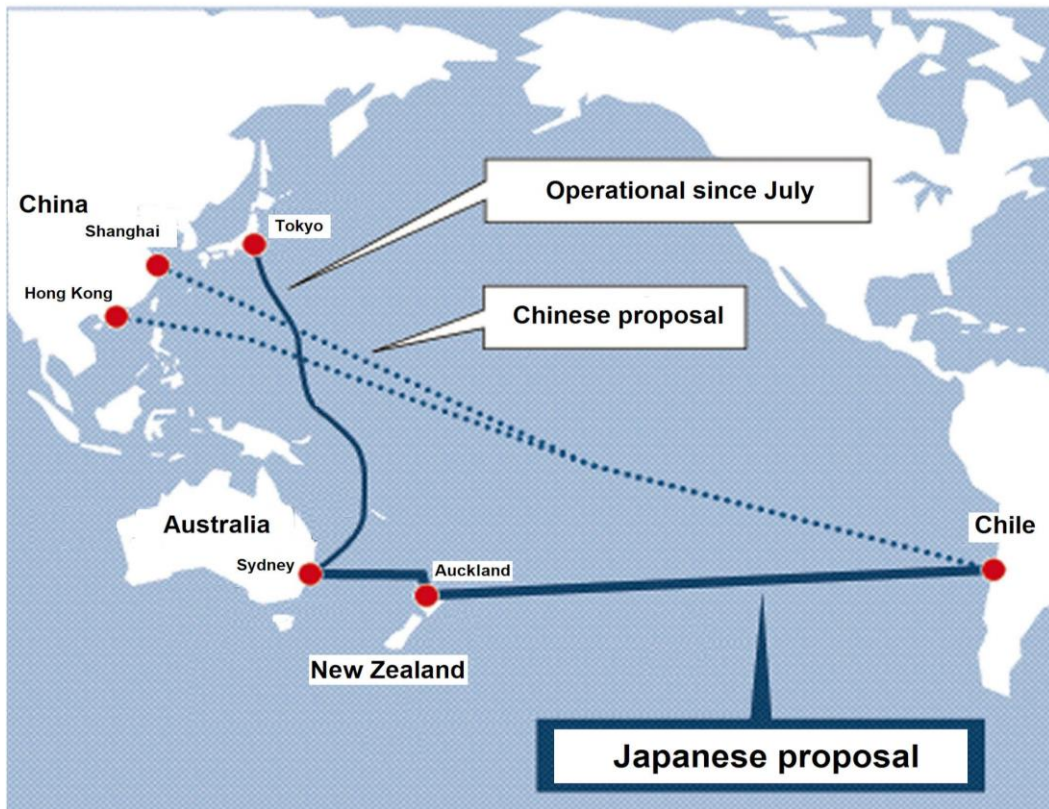 China
Shanghai
Tokyo
Hong Kong
Operational since July
Chinese proposal
Australia
Sydney
Auckland
New Zealand
Chile
Japanese proposal